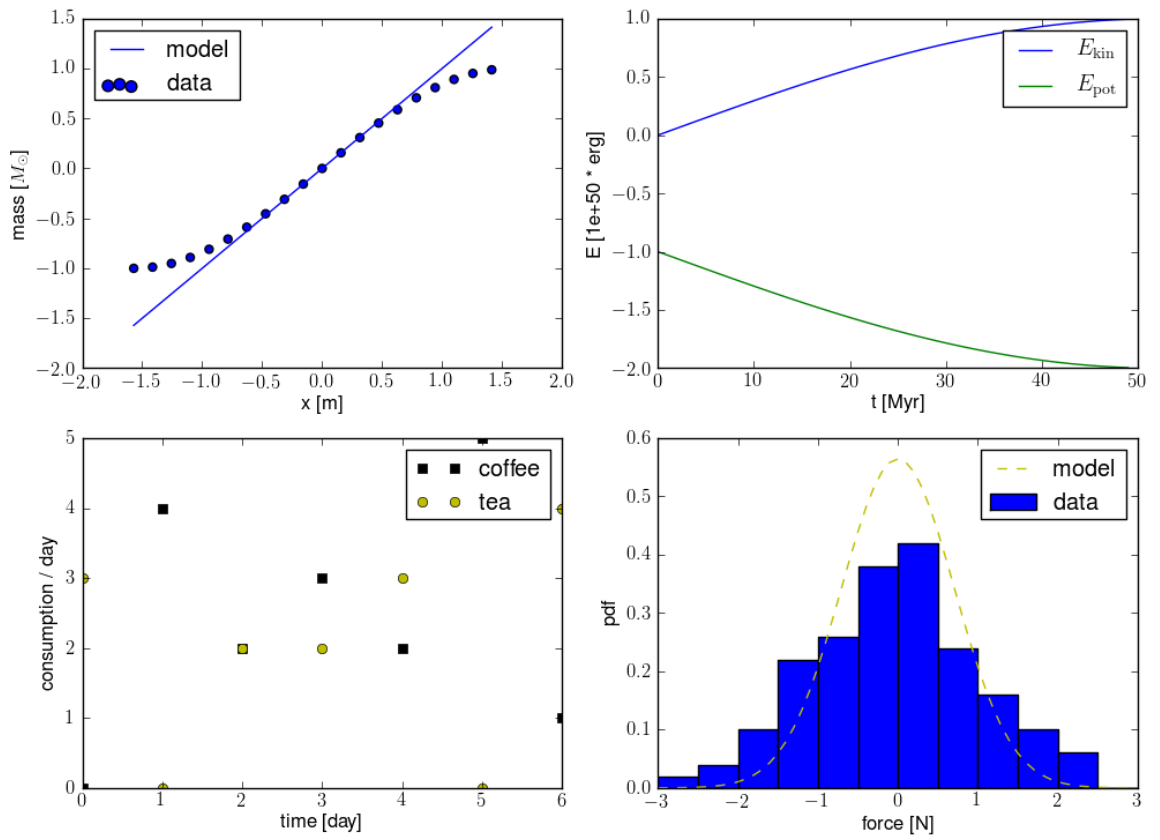 1.5
1.0
0.5
0.0
−0.5
−1.0
−1.5
−2.0
mass [M⊙]
model
data
−2.0 −1.5 −1.0 −0.5 0.0 0.5 1.0 1.5 2.0
x [m]
1.0
0.5
0.0
−0.5
−1.0
−1.5
−2.0
E [1e+50 * erg]
E_kin
E_pot
0 10 20 30 40 50
t [Myr]
5
4
3
2
1
0
consumption / day
coffee
tea
0 1 2 3 4 5 6
time [day]
0.6
0.5
0.4
0.3
0.2
0.1
0.0
pdf
model
data
−3 −2 −1 0 1 2 3
force [N]